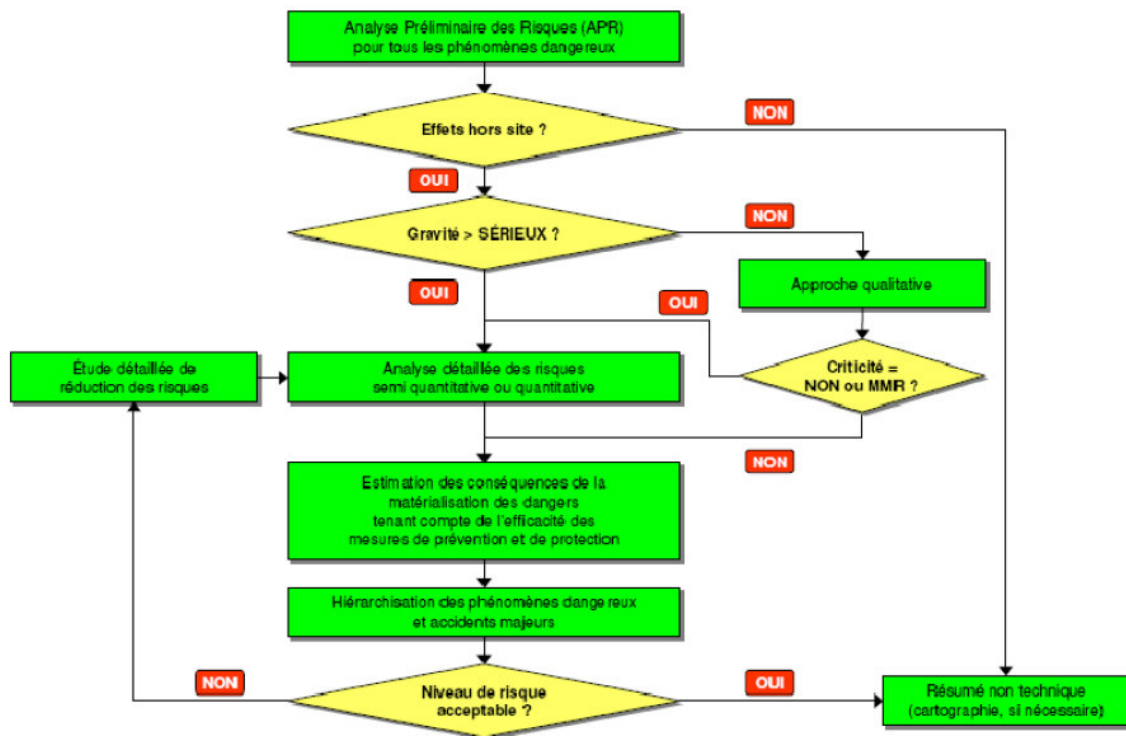 Analyse Préliminaire des Risques (APR)
pour tous les phénomènes dangereux
Effets hors site ?
NON
OUI
Gravité > SÉRIEUX ?
NON
OUI
Approche qualitative
OUI
Étude détaillée de
réduction des risques
Analyse détaillée des risques
semi quantitative ou quantitative
Criticité =
NON ou MMR ?
NON
Estimation des conséquences de la
matérialisation des dangers
tenant compte de l'efficacité des
mesures de prévention et de protection
Hiérarchisation des phénomènes dangereux
et accidents majeurs
NON
Niveau de risque
acceptable ?
OUI
Résumé non technique
(cartographie, si nécessaire)